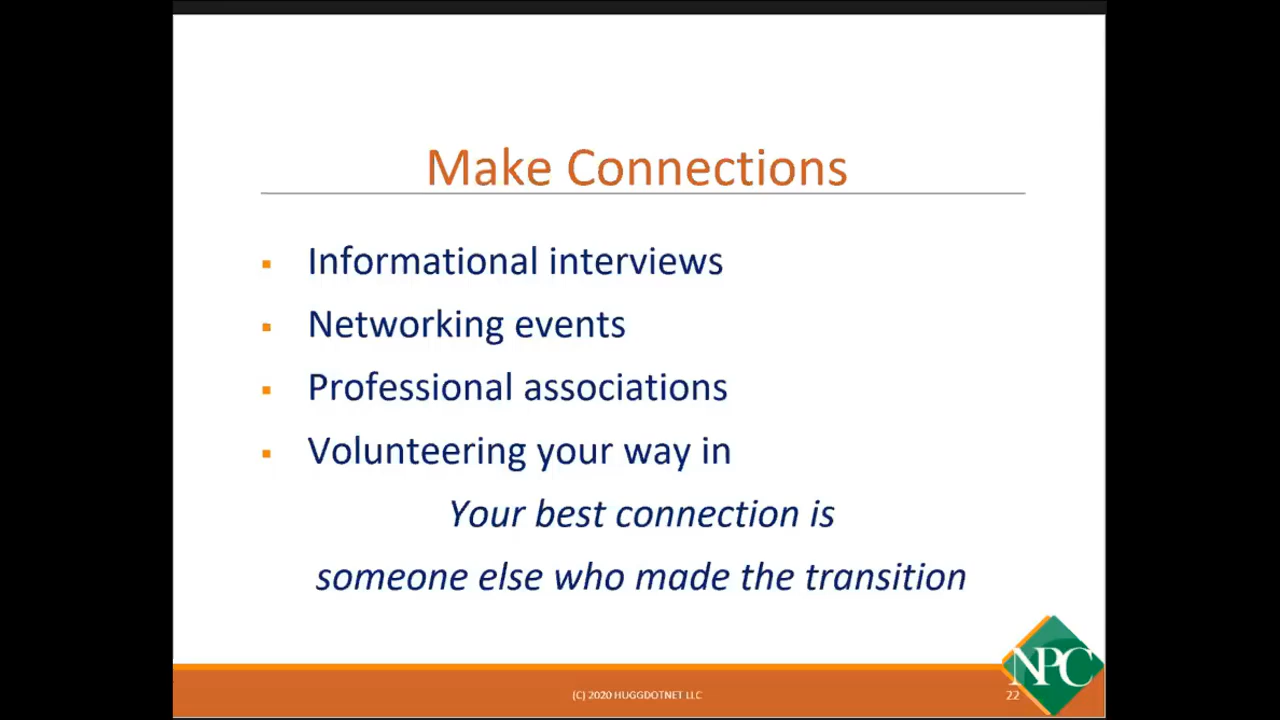 Make Connections
Informational interviews
Networking events
Professional associations
Volunteering your way in
Your best connection is
someone else who made the transition
NPC
(C) 2020 HUGGDOTNET LLC
22